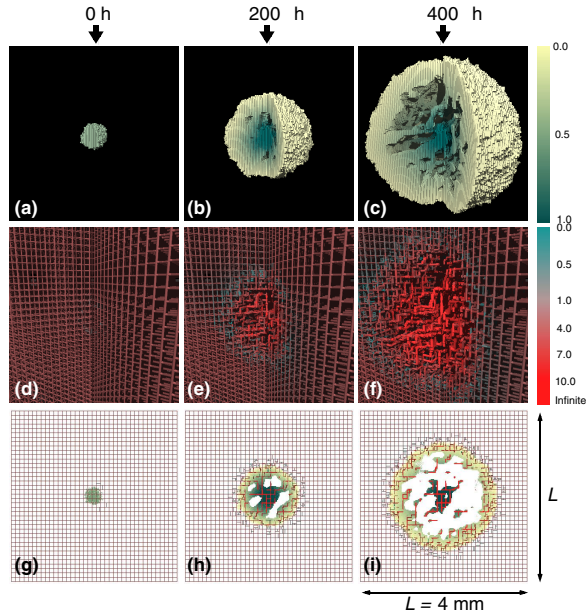 0 h 200 h 400 h
(a) (b) (c)
0.0
0.5
1.0
(d) (e) (f)
0.0
0.5
1.0
4.0
7.0
10.0
Infinite
(g) (h) (i)
L
L = 4 mm